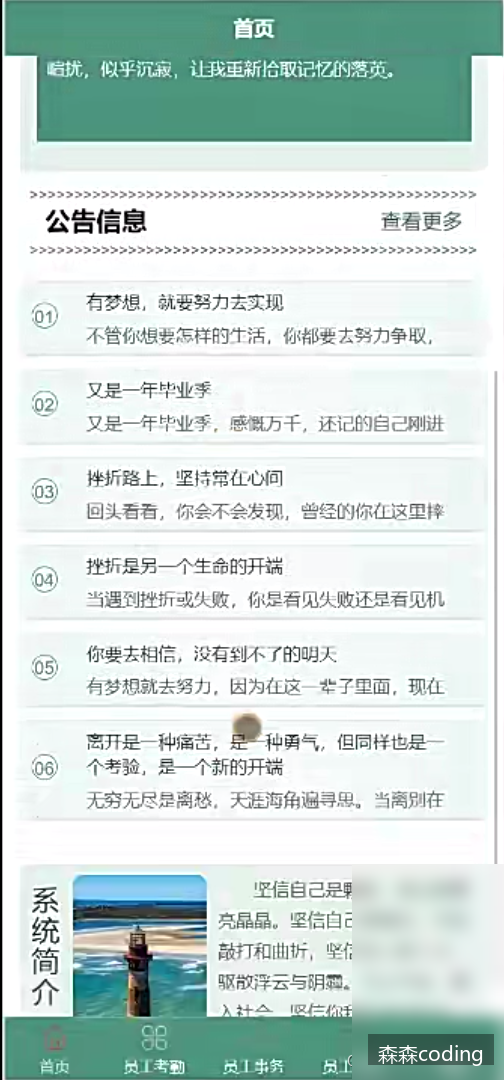 首页
喧扰，似乎沉寂，让我重新拾取记忆的落英。
>>>>>>>>>>>>>>>>>>>>>>>>>>>>>>>>>>>>>>>>>>>>>>>>>>>>>>>>>>>>
公告信息
查看更多
>>>>>>>>>>>>>>>>>>>>>>>>>>>>>>>>>>>>>>>>>>>>>>>>>>>>>>>>>>>>
01
有梦想，就要努力去实现
不管你想要怎样的生活，你都要去努力争取，
02
又是一年毕业季
又是一年毕业季，感慨万千，还记的自己刚进
03
挫折路上，坚持常在心间
回头看看，你会不会发现，曾经的你在这里摔
04
挫折是另一个生命的开端
当遇到挫折或失败，你是看见失败还是看见机
05
你要去相信，没有到不了的明天
有梦想就去努力，因为在这一辈子里面，现在
06
离开是一种痛苦，是一种勇气，但同样也是一
个考验，是一个新的开端
无穷无尽是离愁，天涯海角遍寻思。当离别在
系统简介
坚信自己是
亮晶晶。坚信自己
敲打和曲折，坚信
驱散浮云与阴霾。
入社会，坚信你
首页
员工考勤
员工事务
员工
森森coding